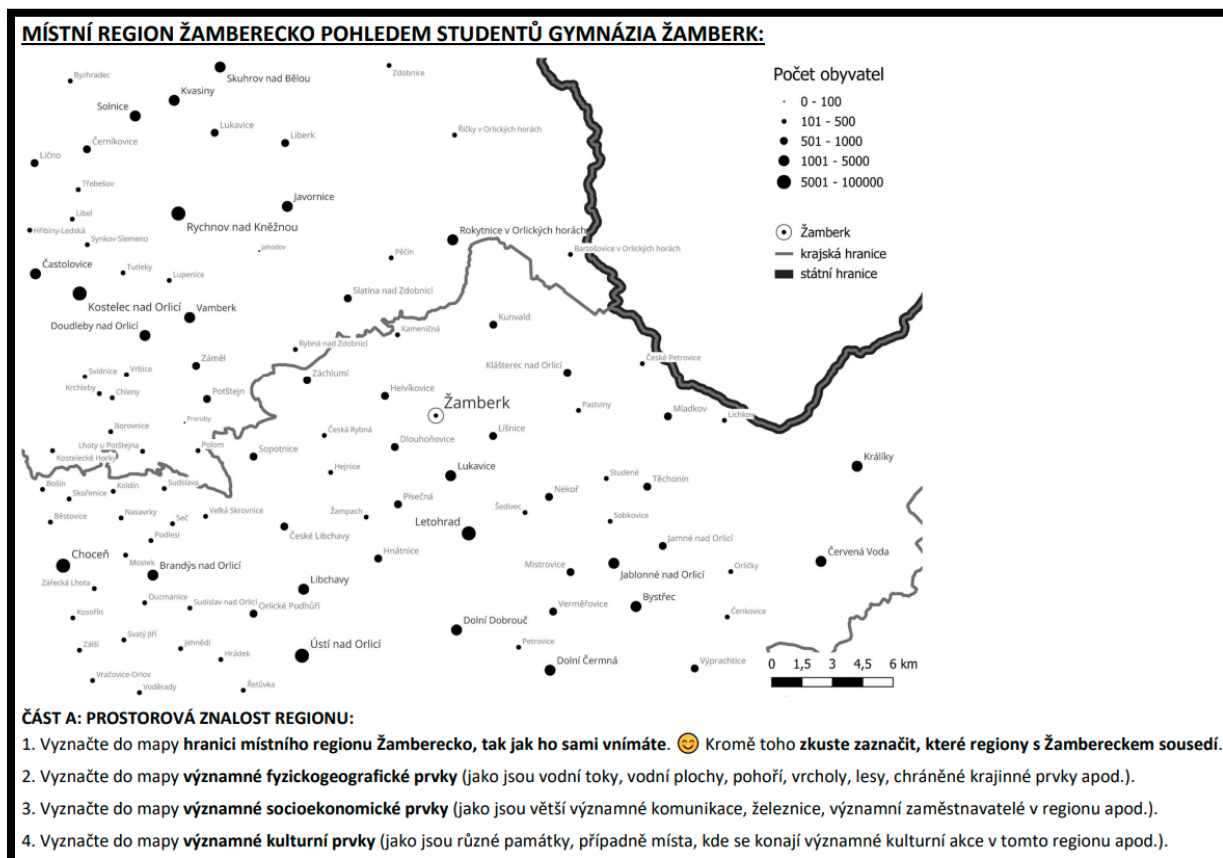 MÍSTNÍ REGION ŽAMBERECKO POHLEDEM STUDENTŮ GYMNÁZIA ŽAMBERK:
Byzhradec
Skuhrov nad Bělou
Zdobnice
Kvasiny
Solnice
Lukavice
Liberk
Říčky v Orlických horách
Černíkovice
Lično
Třebešov
Javornice
Libel
Rychnov nad Kněžnou
Hřibiny-Ledská
Synkov-Slemeno
Jahodov
Rokytnice v Orlických horách
Bartošovice v Orlických horách
Pěčín
Častolovice
Tutleky
Lupenice
Kostelec nad Orlicí
Vamberk
Slatina nad Zdobnicí
Doudleby nad Orlicí
Kameničná
Kunvald
Rybná nad Zdobnicí
České Petrovice
Záměl
Klášterec nad Orlicí
Svídnice
Vrbice
Záchlumí
Krchleby
Chleny
Potštejn
Helvíkovice
Žamberk
Pastviny
Mladkov
Lichkov
Proruby
Borovnice
Česká Rybná
Líšnice
Lhoty u Potštejna
Polom
Sopotnice
Dlouhoňovice
Kostelecké Horky
Hejnice
Lukavice
Studené
Těchonín
Králíky
Bošín
Skořenice
Koldín
Sudslava
Písečná
Nekoř
Běstovice
Nasavrky
Seč
Velká Skrovnice
Žampach
Šedivec
Sobkovice
Podlesí
České Libchavy
Letohrad
Choceň
Mostek
Brandýs nad Orlicí
Hnátnice
Jamné nad Orlicí
Červená Voda
Mistrovice
Jablonné nad Orlicí
Orličky
Zářecká Lhota
Libchavy
Oucmanice
Sudislav nad Orlicí
Orlické Podhůří
Bystřec
Kosořín
Verměřovice
Čenkovice
Svatý Jiří
Dolní Dobrouč
Zálší
Jehnědí
Hrádek
Ústí nad Orlicí
Petrovice
Dolní Čermná
Výprachtice
Vračovice-Orlov
Voděrady
Řetůvka
Počet obyvatel
0 - 100
101 - 500
501 - 1000
1001 - 5000
5001 - 100000
Žamberk
krajská hranice
státní hranice
0 1,5 3 4,5 6 km
ČÁST A: PROSTOROVÁ ZNALOST REGIONU:
1. Vyznačte do mapy hranici místního regionu Žamberecko, tak jak ho sami vnímáte. 😊 Kromě toho zkuste zaznačit, které regiony s Žambereckem sousedí.
2. Vyznačte do mapy významné fyzickogeografické prvky (jako jsou vodní toky, vodní plochy, pohoří, vrcholy, lesy, chráněné krajinné prvky apod.).
3. Vyznačte do mapy významné socioekonomické prvky (jako jsou větší významné komunikace, železnice, významní zaměstnavatelé v regionu apod.).
4. Vyznačte do mapy významné kulturní prvky (jako jsou různé památky, případně místa, kde se konají významné kulturní akce v tomto regionu apod.).